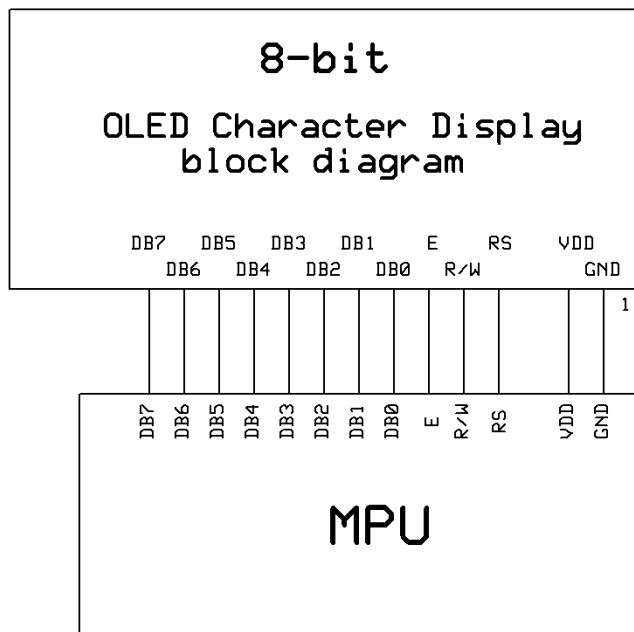 8-bit
OLED Character Display
block diagram
DB7 DB5 DB3 DB1 E RS VDD
DB6 DB4 DB2 DB0 R/W GND
1
DB7 DB6 DB5 DB4 DB3 DB2 DB1 DB0 E R/W RS VDD GND
MPU